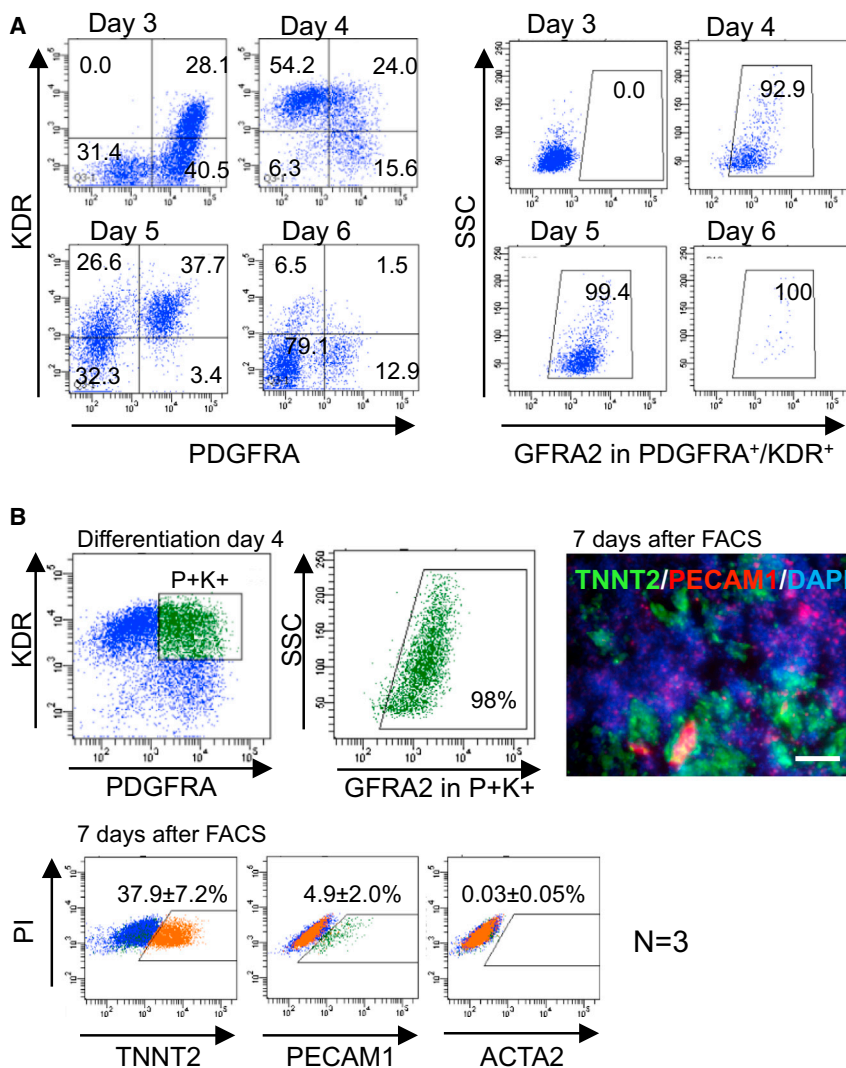 A
Day 3
Day 4
0.0
28.1
31.4
40.5
54.2
24.0
6.3
15.6
Day 5
Day 6
26.6
37.7
32.3
3.4
6.5
1.5
79.1
12.9
KDR
PDGFRA
Day 3
Day 4
0.0
92.9
Day 5
Day 6
99.4
100
SSC
GFRA2 in PDGFRA⁺/KDR⁺
B
Differentiation day 4
P+K+
KDR
PDGFRA
SSC
98%
GFRA2 in P+K+
7 days after FACS
TNNT2/PECAM1/DAPI
7 days after FACS
37.9±7.2%
4.9±2.0%
0.03±0.05%
PI
TNNT2
PECAM1
ACTA2
N=3